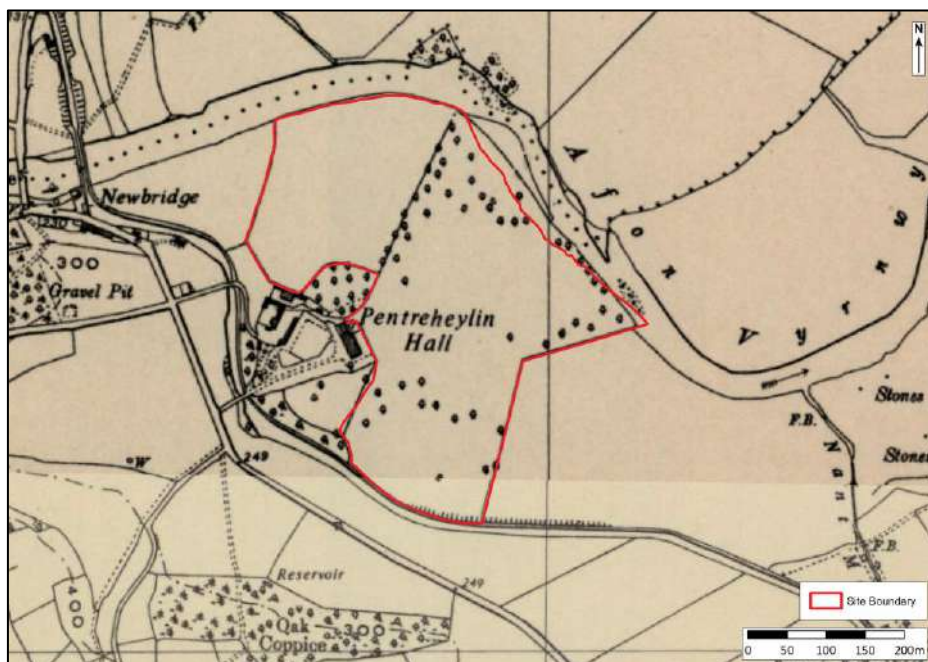 N
Newbridge
300
Gravel Pit
Pentreheylin
Hall
Afon Vyrnwy
Stones
F.B.
Stones
W
249
Nant
F.B.
M
Reservoir
249
Oak
Coppice
300
400
Site Boundary
0 50 100 150 200m